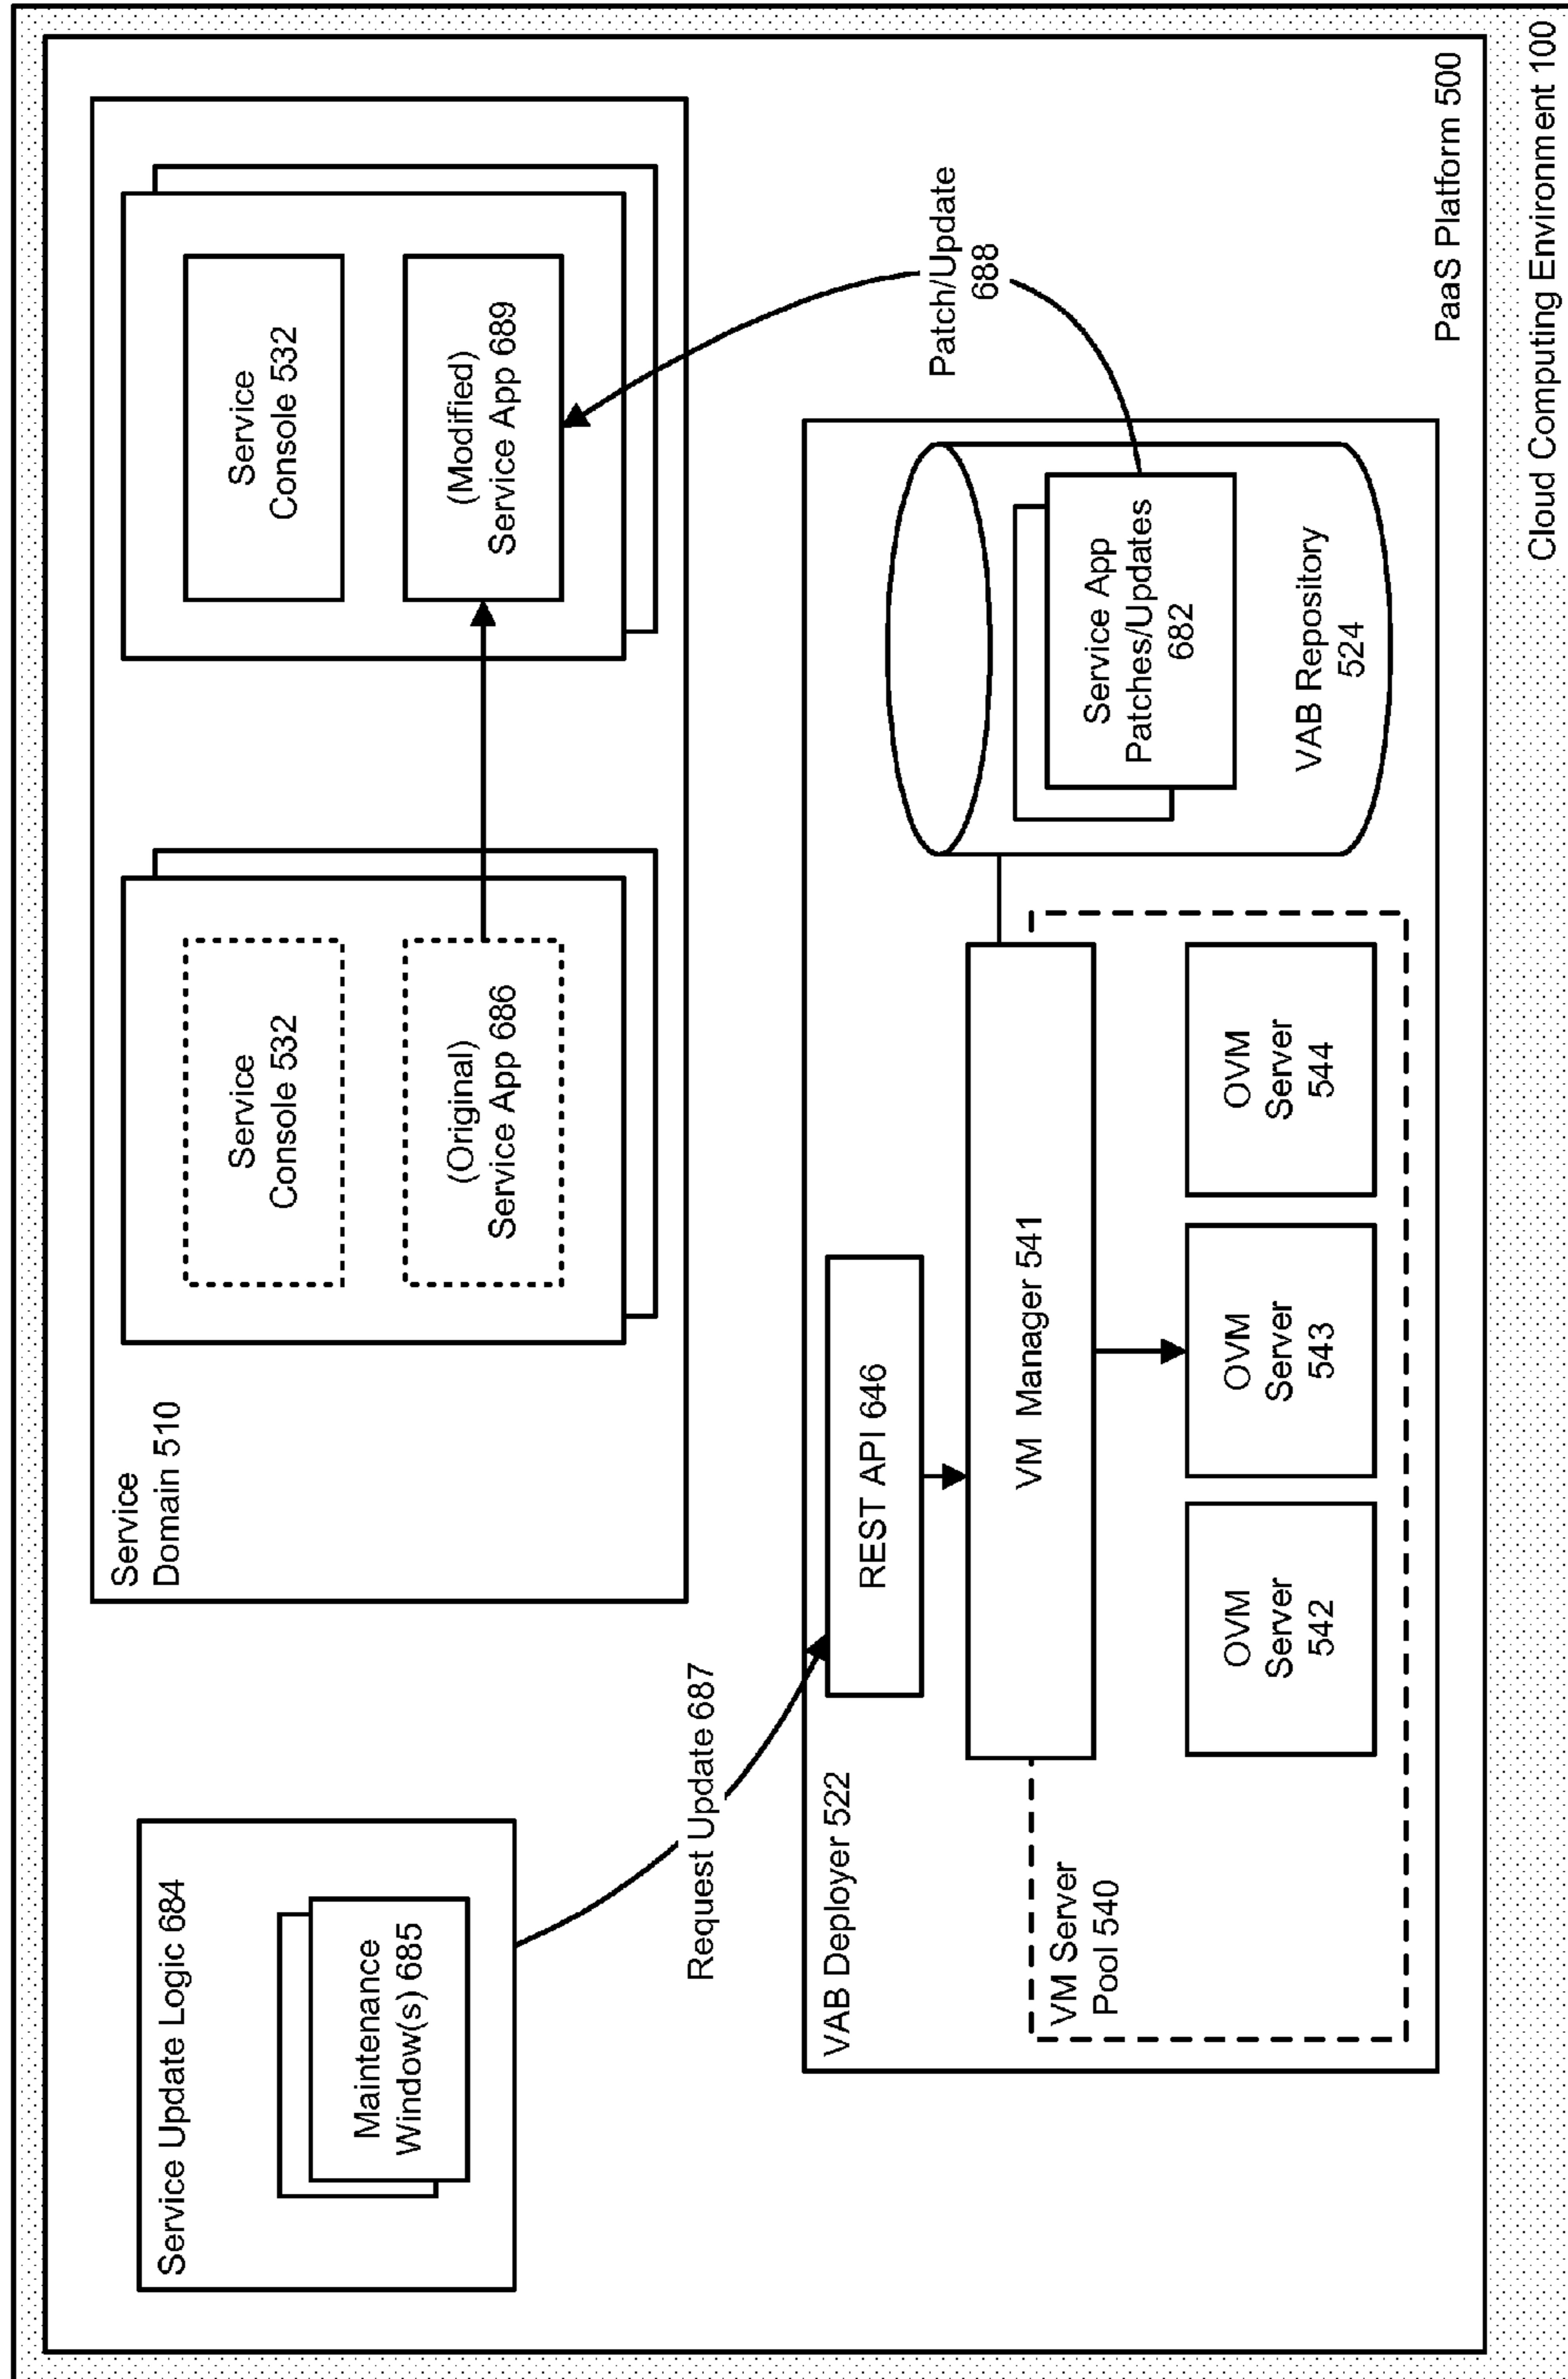 Service Update Logic 684
Maintenance
Window(s) 685
Request Update 687
Service
Domain 510
Service
Console 532
(Original)
Service App 686
Service
Console 532
(Modified)
Service App 689
Patch/Update
688
VAB Deployer 522
REST API 646
VM Manager 541
VM Server
Pool 540
OVM
Server
542
OVM
Server
543
OVM
Server
544
Service App
Patches/Updates
682
VAB Repository
524
PaaS Platform 500
Cloud Computing Environment 100